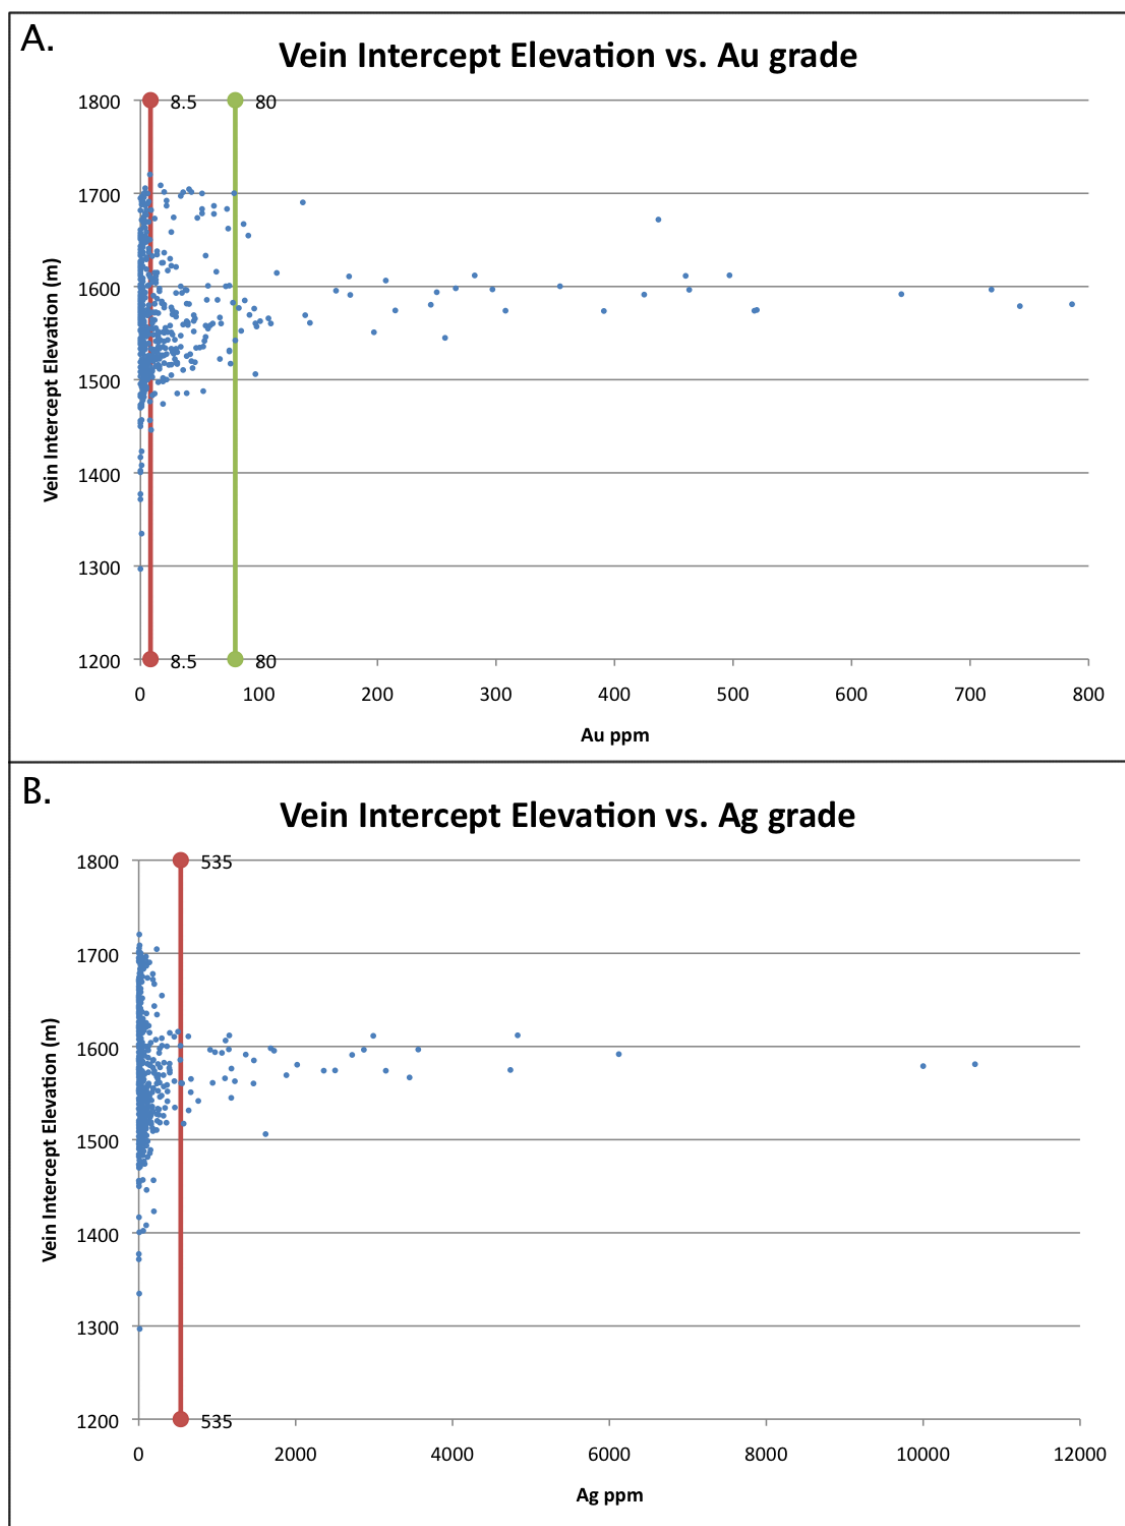 A.
Vein Intercept Elevation vs. Au grade
1800
1700
1600
1500
1400
1300
1200
8.5
80
8.5
80
Vein Intercept Elevation (m)
0 100 200 300 400 500 600 700 800
Au ppm
B.
Vein Intercept Elevation vs. Ag grade
1800
1700
1600
1500
1400
1300
1200
535
535
Vein Intercept Elevation (m)
0 2000 4000 6000 8000 10000 12000
Ag ppm